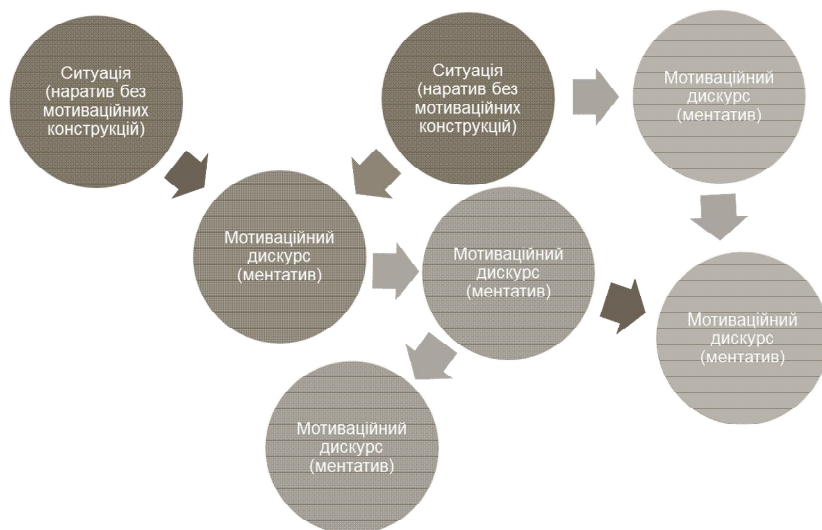 Ситуація
(наратив без
мотиваційних
конструкцій)
Ситуація
(наратив без
мотиваційних
конструкцій)
Мотиваційний
дискурс
(ментатив)
Мотиваційний
дискурс
(ментатив)
Мотиваційний
дискурс
(ментатив)
Мотиваційний
дискурс
(ментатив)
Мотиваційний
дискурс
(ментатив)